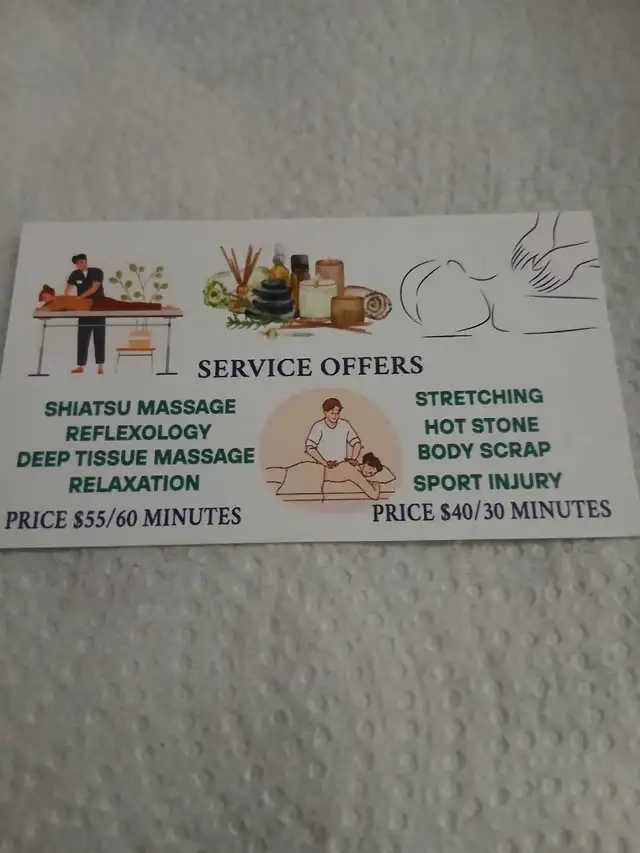 SERVICE OFFERS
SHIATSU MASSAGE
REFLEXOLOGY
DEEP TISSUE MASSAGE
RELAXATION
PRICE $55/60 MINUTES
STRETCHING
HOT STONE
BODY SCRAP
SPORT INJURY
PRICE $40/30 MINUTES